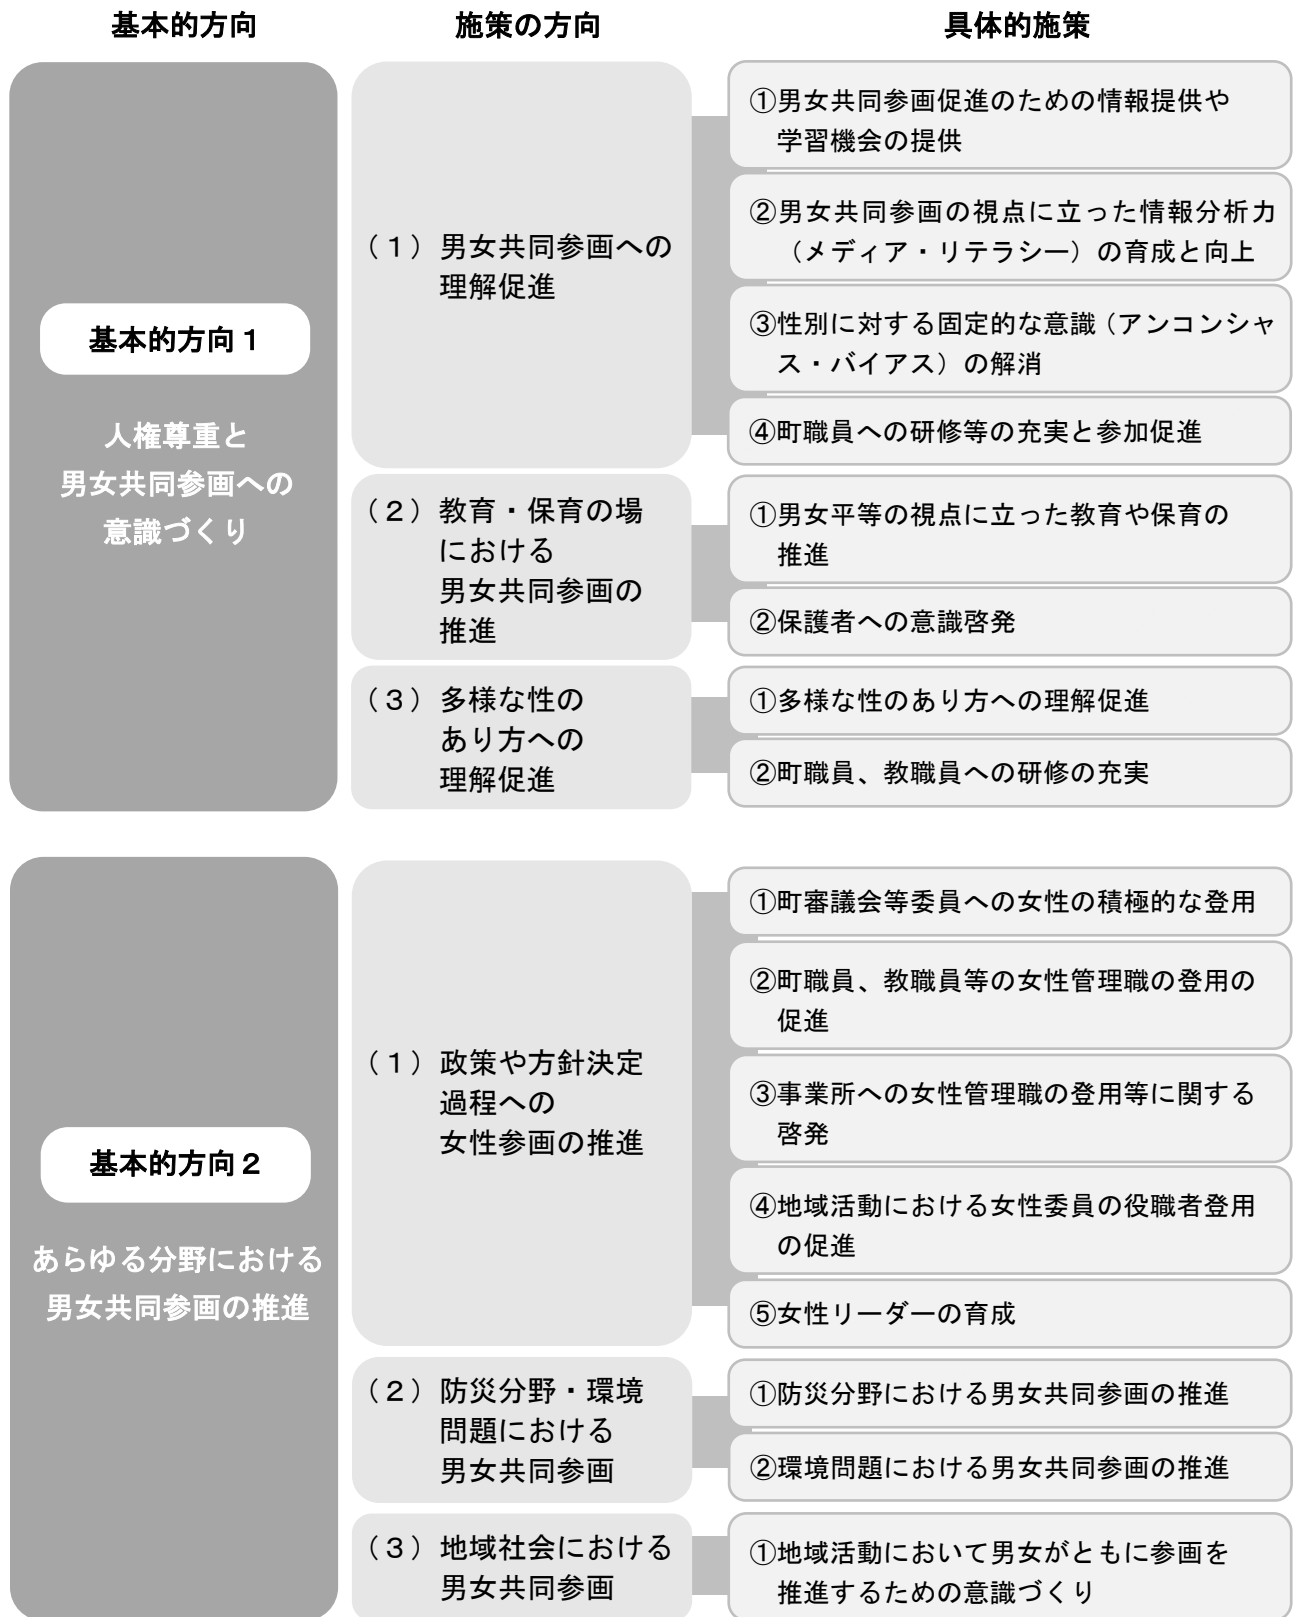 基本的方向
施策の方向
具体的施策
基本的方向１
人権尊重と
男女共同参画への
意識づくり
（１）男女共同参画への
理解促進
①男女共同参画促進のための情報提供や
学習機会の提供
②男女共同参画の視点に立った情報分析力
（メディア・リテラシー）の育成と向上
③性別に対する固定的な意識（アンコンシャ
ス・バイアス）の解消
④町職員への研修等の充実と参加促進
（２）教育・保育の場
における
男女共同参画の
推進
①男女平等の視点に立った教育や保育の
推進
②保護者への意識啓発
（３）多様な性の
あり方への
理解促進
①多様な性のあり方への理解促進
②町職員、教職員への研修の充実
基本的方向２
あらゆる分野における
男女共同参画の推進
（１）政策や方針決定
過程への
女性参画の推進
①町審議会等委員への女性の積極的な登用
②町職員、教職員等の女性管理職の登用の
促進
③事業所への女性管理職の登用等に関する
啓発
④地域活動における女性委員の役職者登用
の促進
⑤女性リーダーの育成
（２）防災分野・環境
問題における
男女共同参画
①防災分野における男女共同参画の推進
②環境問題における男女共同参画の推進
（３）地域社会における
男女共同参画
①地域活動において男女がともに参画を
推進するための意識づくり